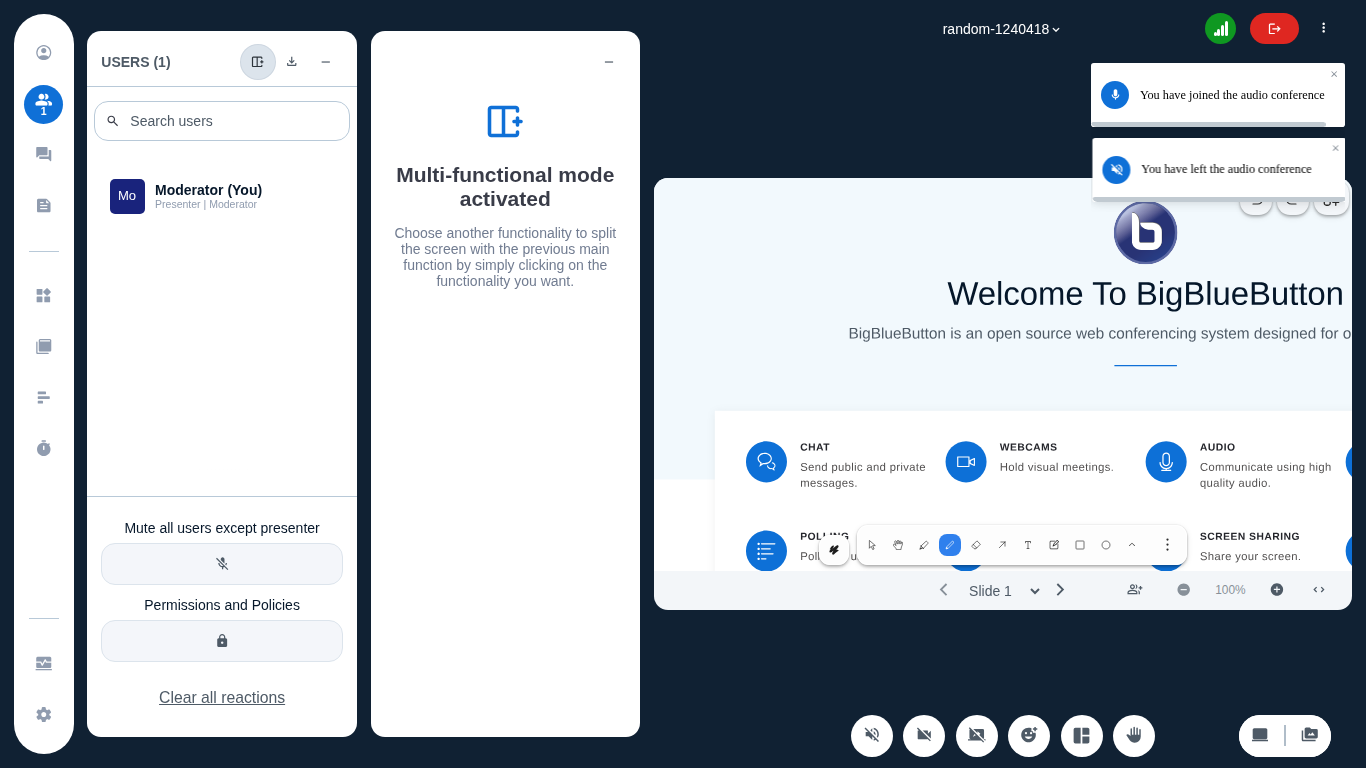 random-1240418
USERS (1)
1
Search users
Mo
Moderator (You)
Presenter | Moderator
Mute all users except presenter
Permissions and Policies
Clear all reactions
Multi-functional mode
activated
Choose another functionality to split
the screen with the previous main
function by simply clicking on the
functionality you want.
You have joined the audio conference
You have left the audio conference
Welcome To BigBlueButton
BigBlueButton is an open source web conferencing system designed for o
CHAT
Send public and private
messages.
WEBCAMS
Hold visual meetings.
AUDIO
Communicate using high
quality audio.
POLLING
SCREEN SHARING
Share your screen.
Slide 1
100%